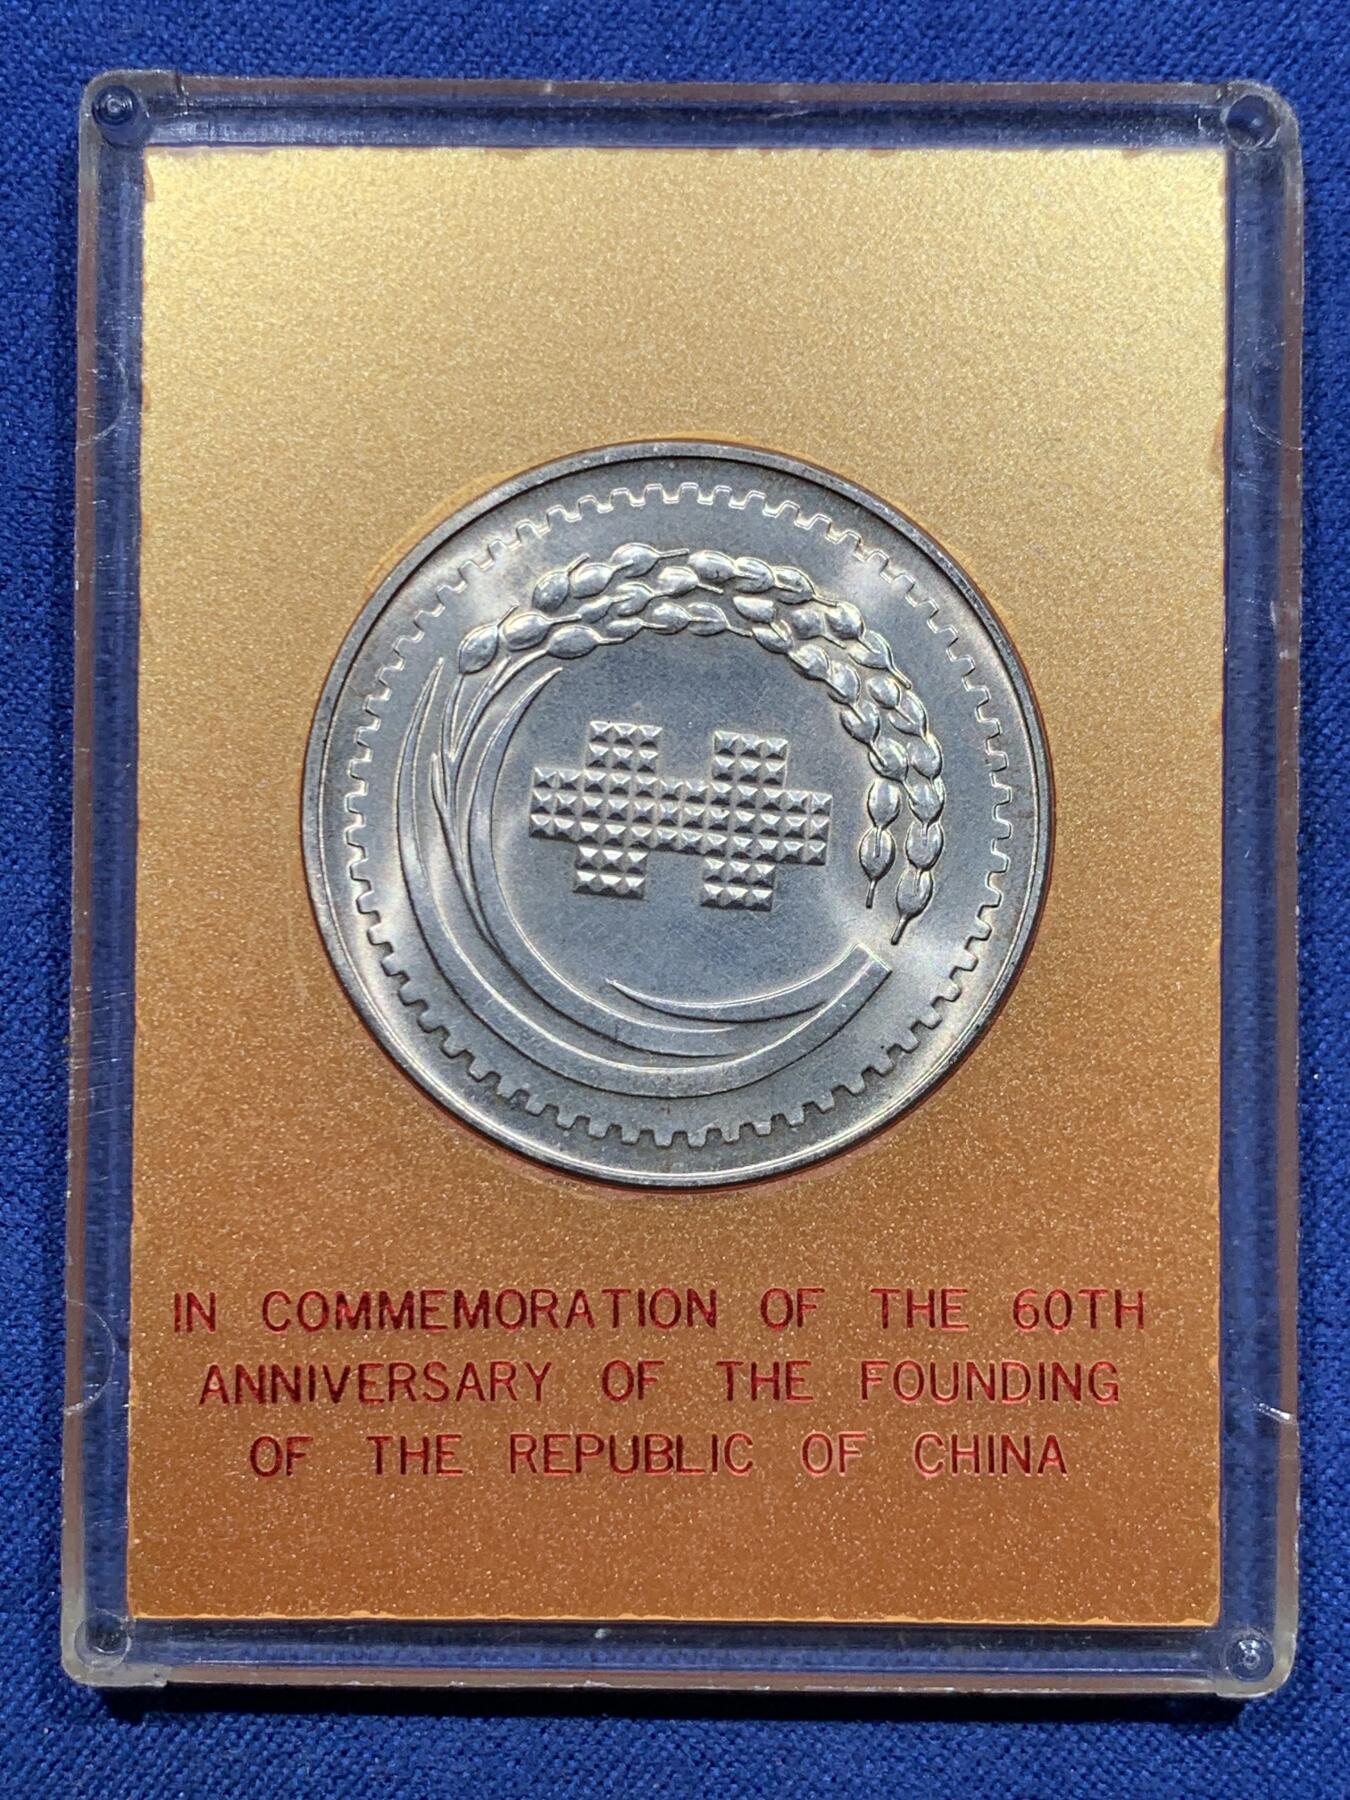 IN COMMEMORATION OF THE 60TH
ANNIVERSARY OF THE FOUNDING
OF THE REPUBLIC OF CHINA